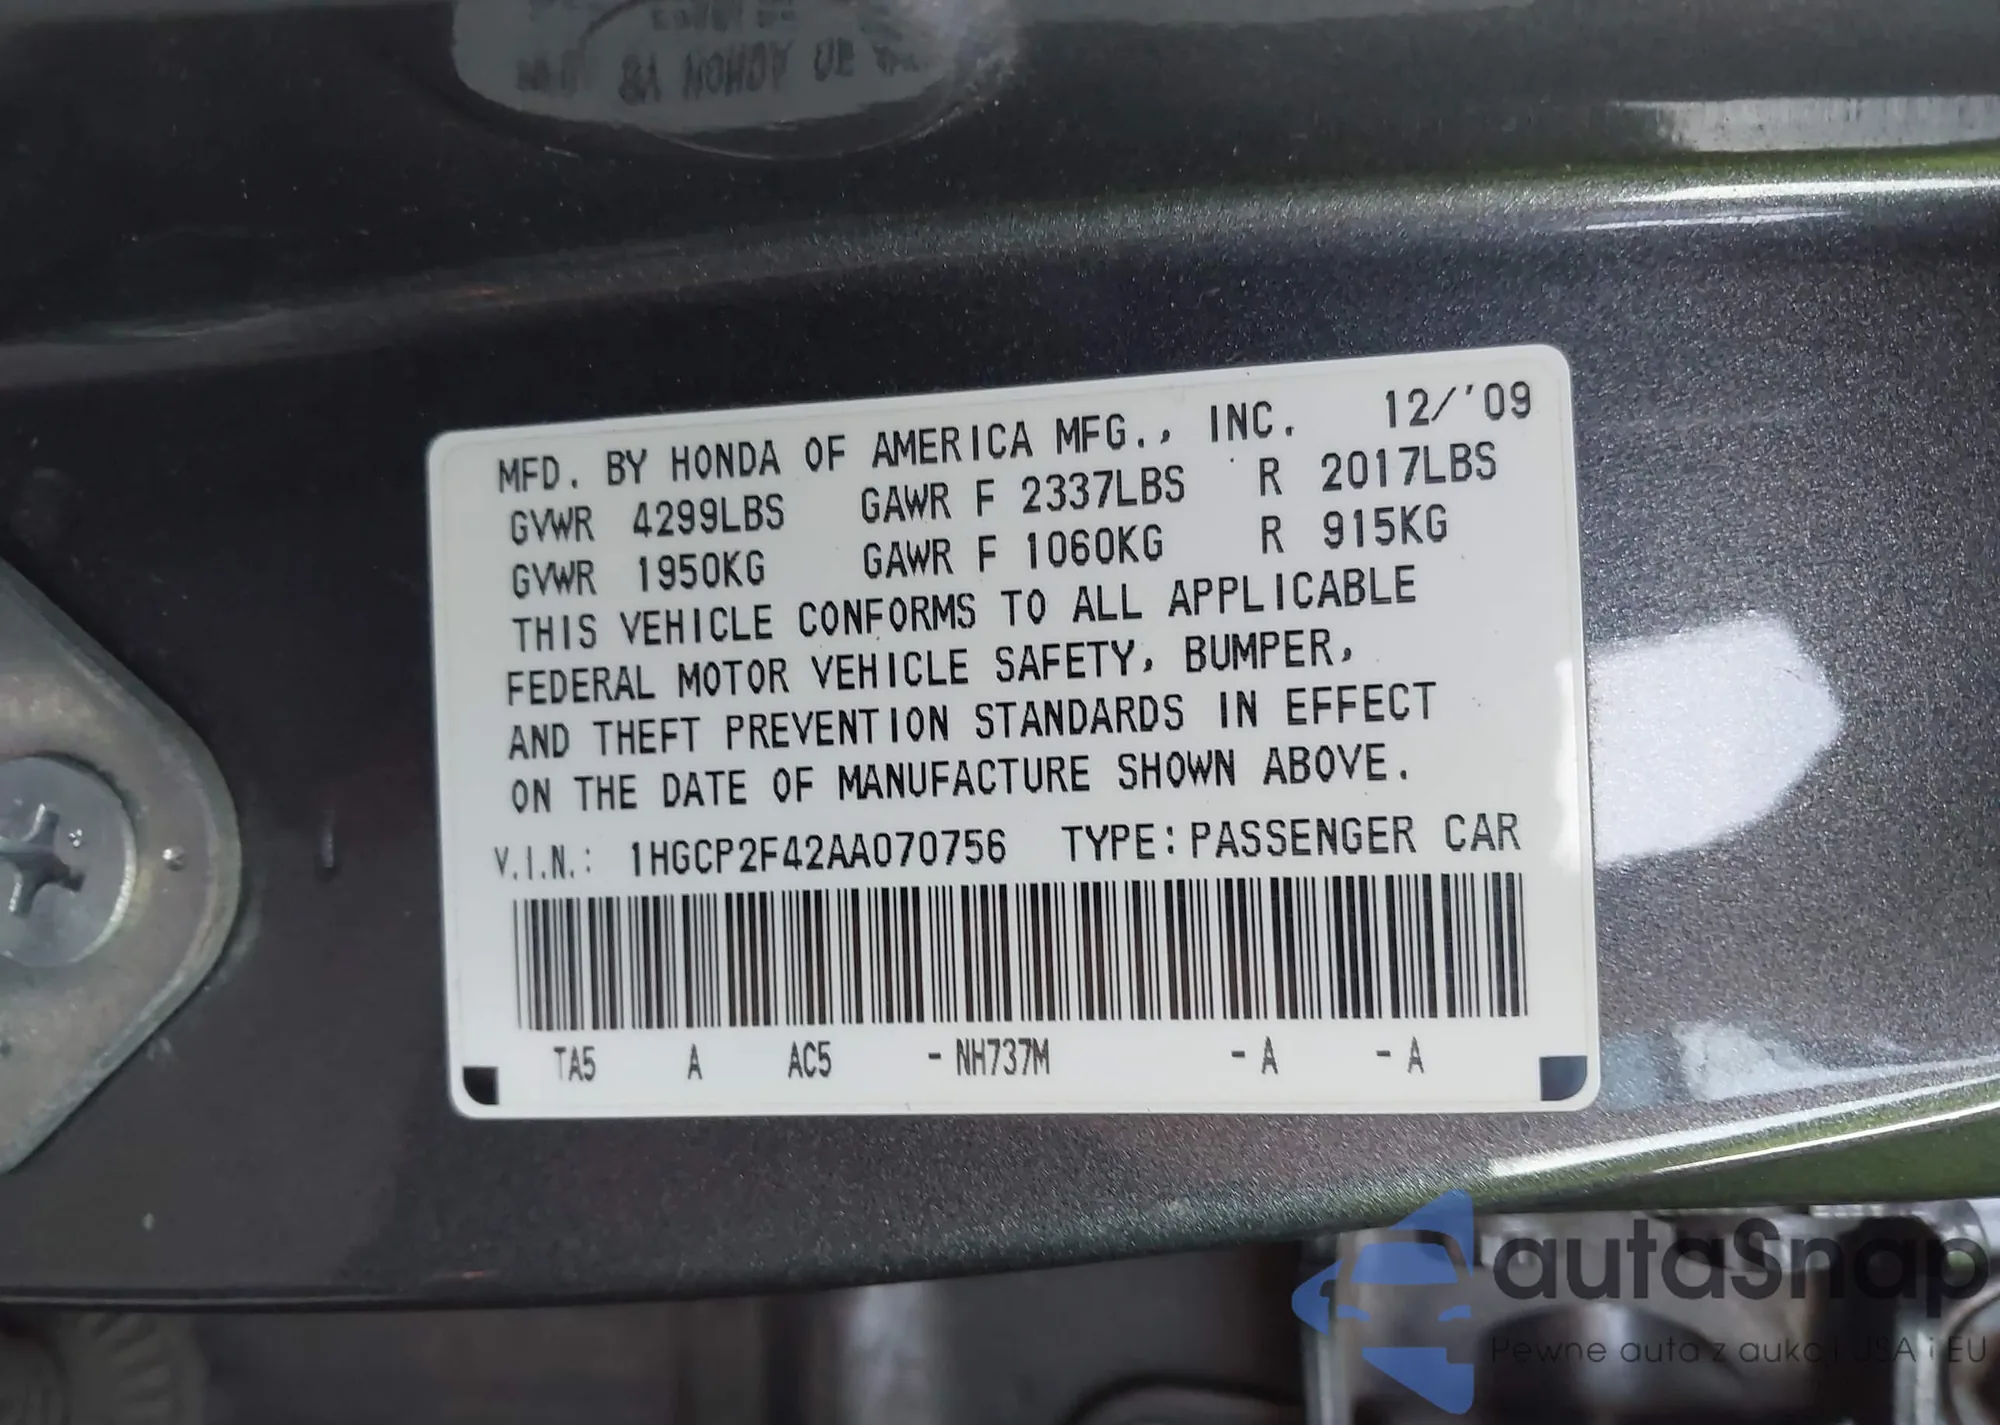 MFD. BY HONDA OF AMERICA MFG., INC. 12/'09
GVWR 4299LBS GAWR F 2337LBS R 2017LBS
GVWR 1950KG GAWR F 1060KG R 915KG
THIS VEHICLE CONFORMS TO ALL APPLICABLE
FEDERAL MOTOR VEHICLE SAFETY, BUMPER,
AND THEFT PREVENTION STANDARDS IN EFFECT
ON THE DATE OF MANUFACTURE SHOWN ABOVE.
V.I.N.: 1HGCP2F42AA070756 TYPE:PASSENGER CAR
TA5 A AC5 -NH737M -A -A
autaSnap
Pewne auta z aukcji USA i EU